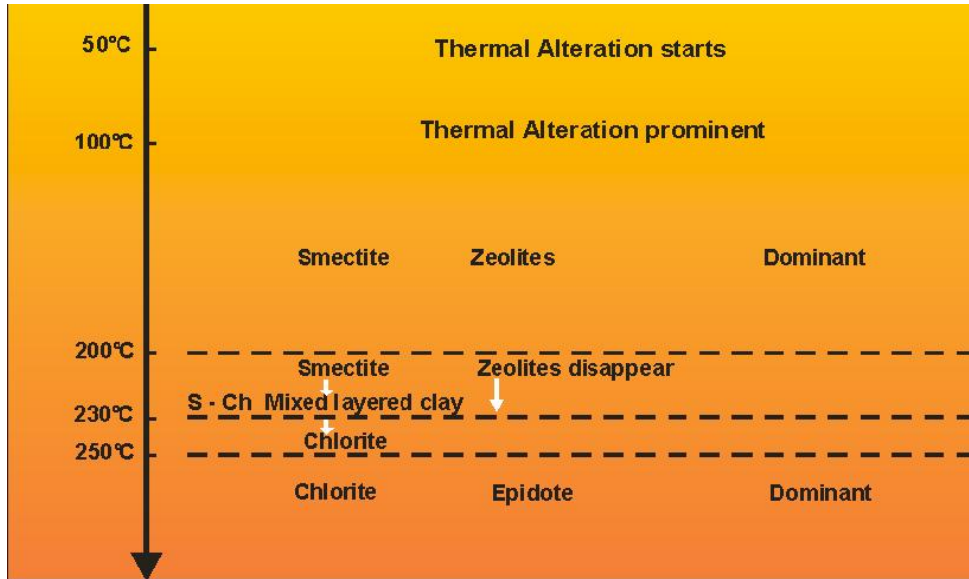 50°C Thermal Alteration starts
Thermal Alteration prominent
100°C
Smectite Zeolites Dominant
200°C
Smectite Zeolites disappear
S - Ch Mixed layered clay
230°C
Chlorite
250°C
Chlorite Epidote Dominant